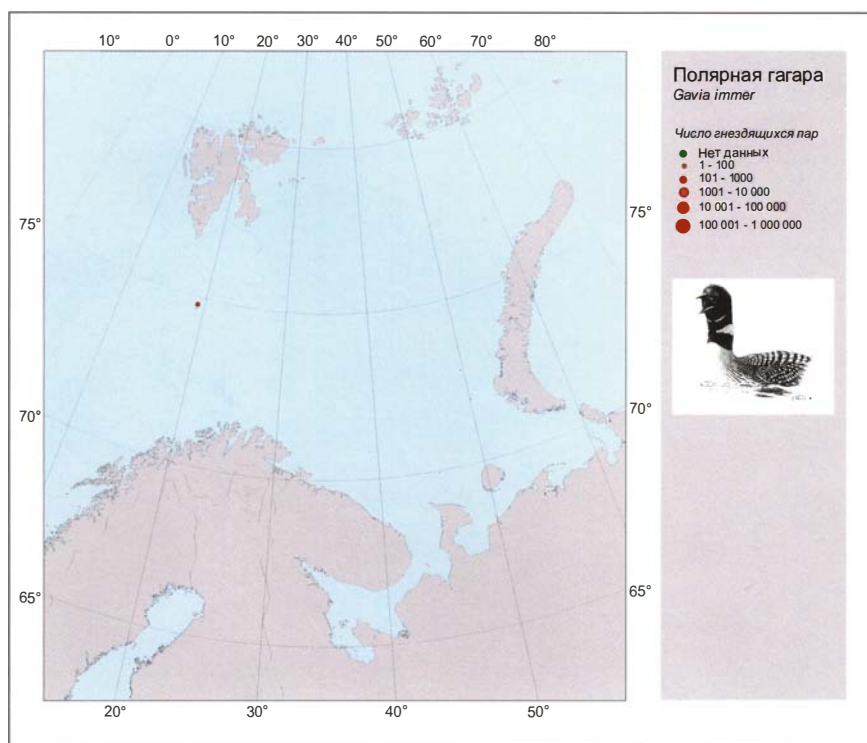 10° 0° 10° 20° 30° 40° 50° 60° 70° 80°
75°
70°
65°
75°
70°
65°
20° 30° 40° 50°
Полярная гагара
Gavia immer
Число гнездящихся пар
Нет данных
1 - 100
101 - 1000
1001 - 10 000
10 001 - 100 000
100 001 - 1 000 000